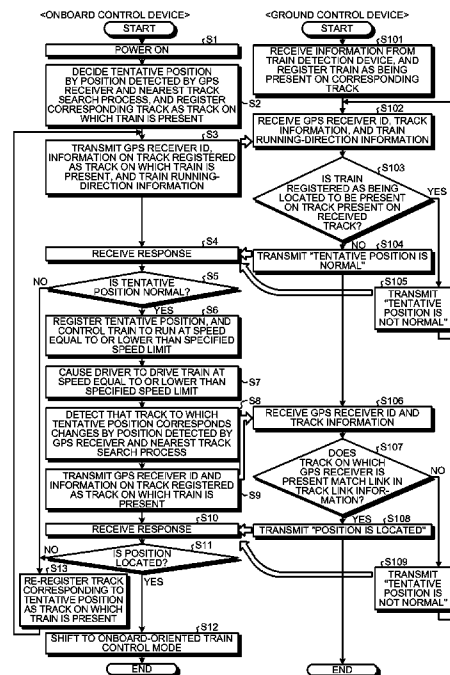 <ONBOARD CONTROL DEVICE>
START
S1
POWER ON
DECIDE TENTATIVE POSITION
BY POSITION DETECTED BY GPS
RECEIVER AND NEAREST TRACK
SEARCH PROCESS, AND REGISTER
CORRESPONDING TRACK AS TRACK ON
WHICH TRAIN IS PRESENT
S2
S3
TRANSMIT GPS RECEIVER ID,
INFORMATION ON TRACK REGISTERED
AS TRACK ON WHICH TRAIN IS
PRESENT, AND TRAIN RUNNING-
DIRECTION INFORMATION
S4
RECEIVE RESPONSE
S5
NO
IS TENTATIVE
POSITION NORMAL?
YES
S6
REGISTER TENTATIVE POSITION, AND
CONTROL TRAIN TO RUN AT SPEED
EQUAL TO OR LOWER THAN SPECIFIED
SPEED LIMIT
CAUSE DRIVER TO DRIVE TRAIN AT
SPEED EQUAL TO OR LOWER THAN
SPECIFIED SPEED LIMIT
S7
S8
DETECT THAT TRACK TO WHICH
TENTATIVE POSITION CORRESPONDS
CHANGES BY POSITION DETECTED
BY GPS RECEIVER AND NEAREST TRACK
SEARCH PROCESS
TRANSMIT GPS RECEIVER ID AND
INFORMATION ON TRACK REGISTERED
AS TRACK ON WHICH TRAIN IS
PRESENT
S9
S10
RECEIVE RESPONSE
S11
NO
IS POSITION
LOCATED?
YES
S13
RE-REGISTER TRACK
CORRESPONDING TO
TENTATIVE POSITION
AS TRACK ON WHICH
TRAIN IS PRESENT
S12
SHIFT TO ONBOARD-ORIENTED TRAIN
CONTROL MODE
END
<GROUND CONTROL DEVICE>
START
S101
RECEIVE INFORMATION FROM
TRAIN DETECTION DEVICE, AND
REGISTER TRAIN AS BEING
PRESENT ON CORRESPONDING
TRACK
S102
RECEIVE GPS RECEIVER ID, TRACK
INFORMATION, AND TRAIN
RUNNING-DIRECTION INFORMATION
S103
IS TRAIN
REGISTERED AS BEING
LOCATED TO BE PRESENT
ON TRACK PRESENT ON
RECEIVED
TRACK?
YES
NO
S104
TRANSMIT "TENTATIVE POSITION IS
NORMAL"
S105
TRANSMIT
"TENTATIVE
POSITION IS
NOT NORMAL"
S106
RECEIVE GPS RECEIVER ID AND
TRACK INFORMATION
S107
DOES
TRACK ON WHICH
GPS RECEIVER IS
PRESENT MATCH LINK IN
TRACK LINK INFOR-
MATION?
NO
YES
S108
TRANSMIT "POSITION IS LOCATED"
S109
TRANSMIT
"TENTATIVE
POSITION IS
NOT NORMAL"
END